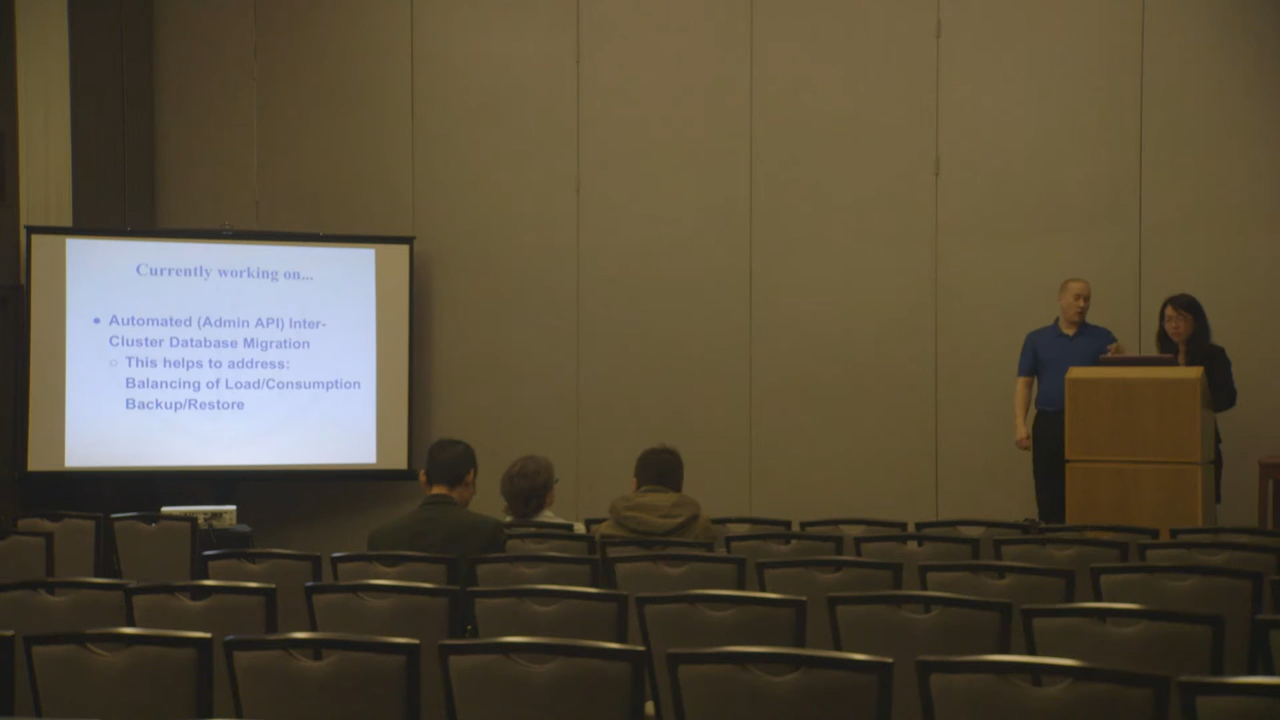 Currently working on...
● Automated (Admin API) Inter-
Cluster Database Migration
○ This helps to address:
Balancing of Load/Consumption
Backup/Restore